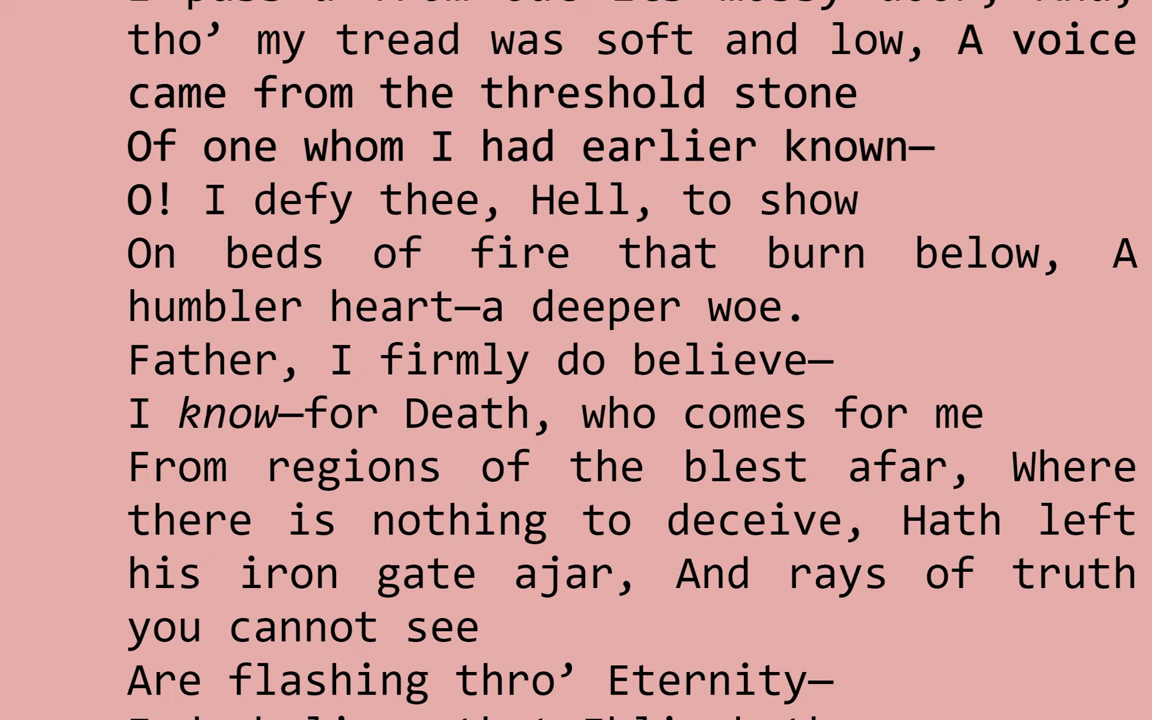 tho’ my tread was soft and low, A voice
came from the threshold stone
Of one whom I had earlier known—
O! I defy thee, Hell, to show
On beds of fire that burn below, A
humbler heart—a deeper woe.
Father, I firmly do believe—
I know—for Death, who comes for me
From regions of the blest afar, Where
there is nothing to deceive, Hath left
his iron gate ajar, And rays of truth
you cannot see
Are flashing thro’ Eternity—